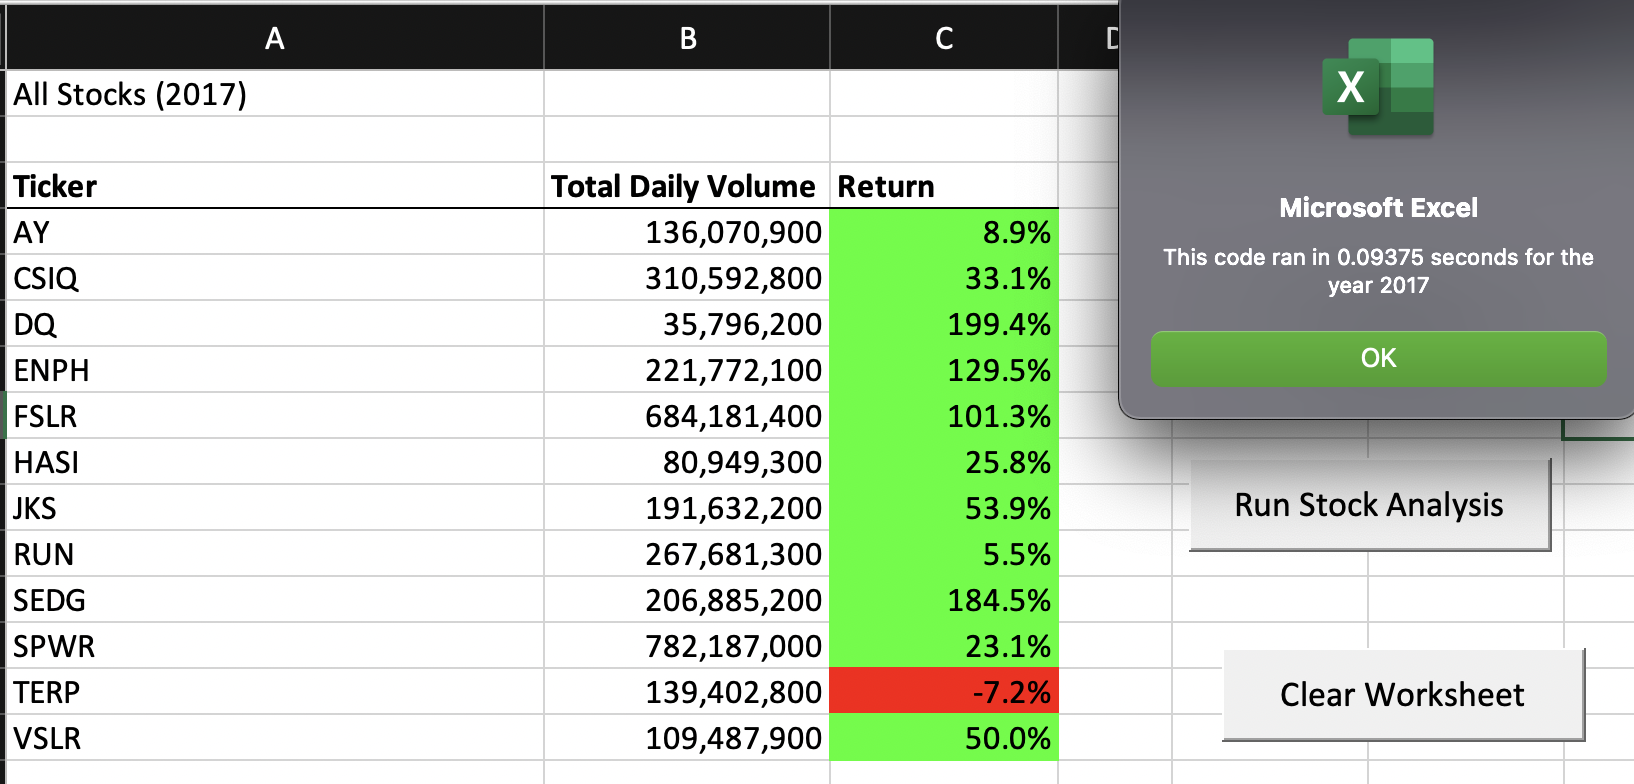 A B C D
All Stocks (2017)
Ticker Total Daily Volume Return
AY 136,070,900 8.9%
CSIQ 310,592,800 33.1%
DQ 35,796,200 199.4%
ENPH 221,772,100 129.5%
FSLR 684,181,400 101.3%
HASI 80,949,300 25.8%
JKS 191,632,200 53.9%
RUN 267,681,300 5.5%
SEDG 206,885,200 184.5%
SPWR 782,187,000 23.1%
TERP 139,402,800 -7.2%
VSLR 109,487,900 50.0%
X
Microsoft Excel
This code ran in 0.09375 seconds for the
year 2017
OK
Run Stock Analysis
Clear Worksheet